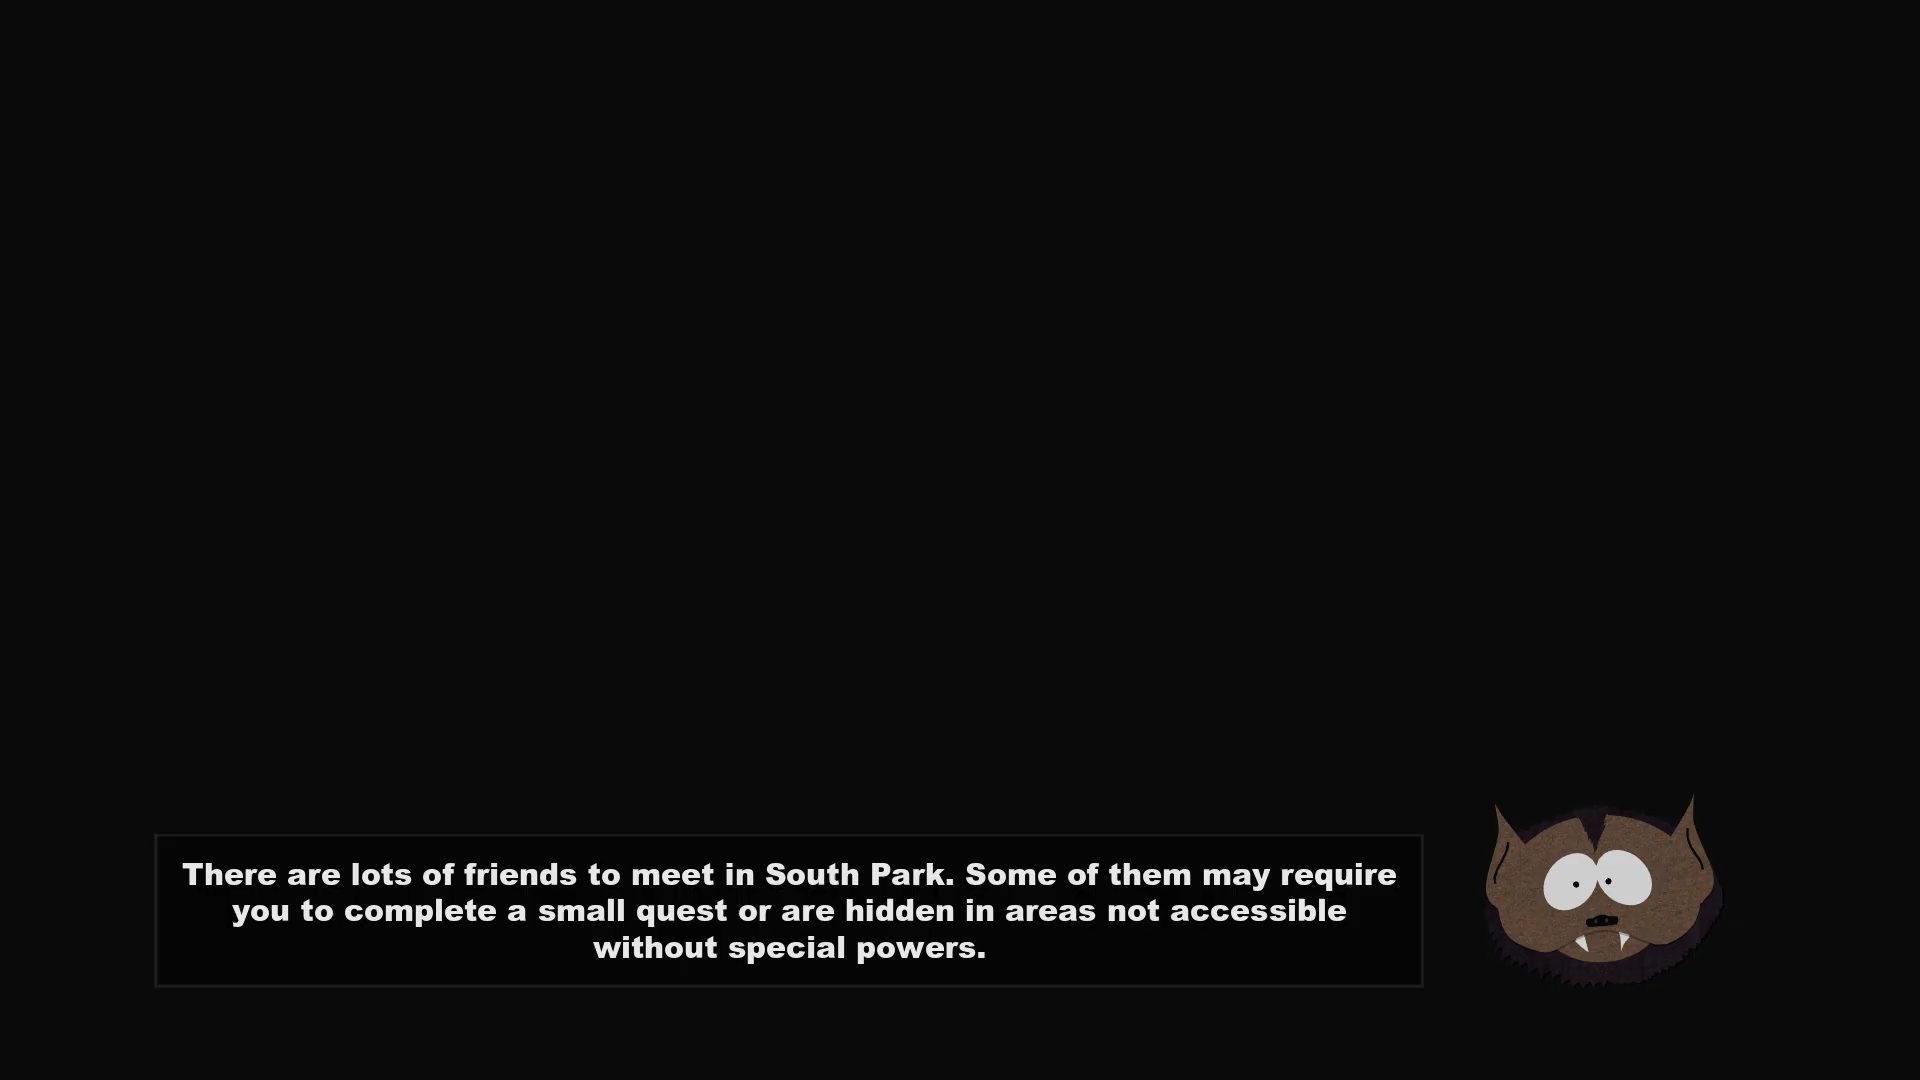 There are lots of friends to meet in South Park. Some of them may require
you to complete a small quest or are hidden in areas not accessible
without special powers.